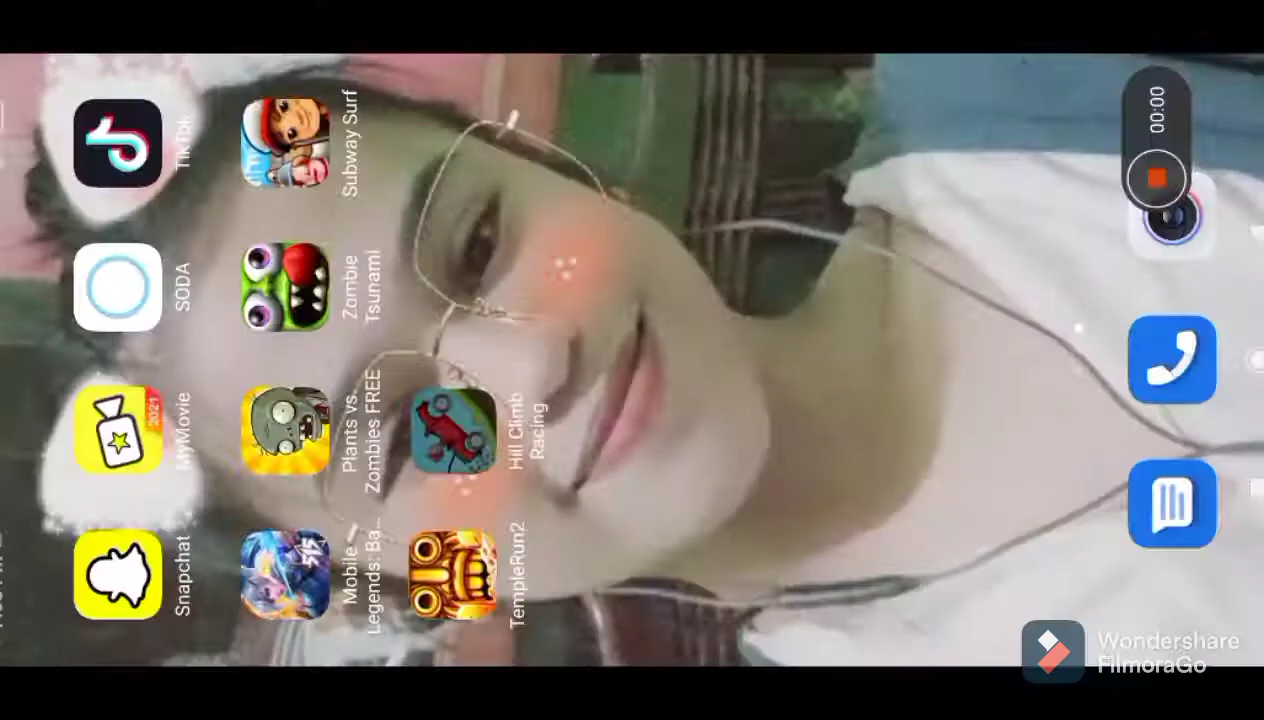 Snapchat
MyMovie
SODA
TikTok
Mobile
Legends: Ba...
Plants vs.
Zombies FREE
Zombie
Tsunami
Subway Surf
TempleRun2
Hill Climb
Racing
2021
515
00:00
Wondershare
FilmoraGo